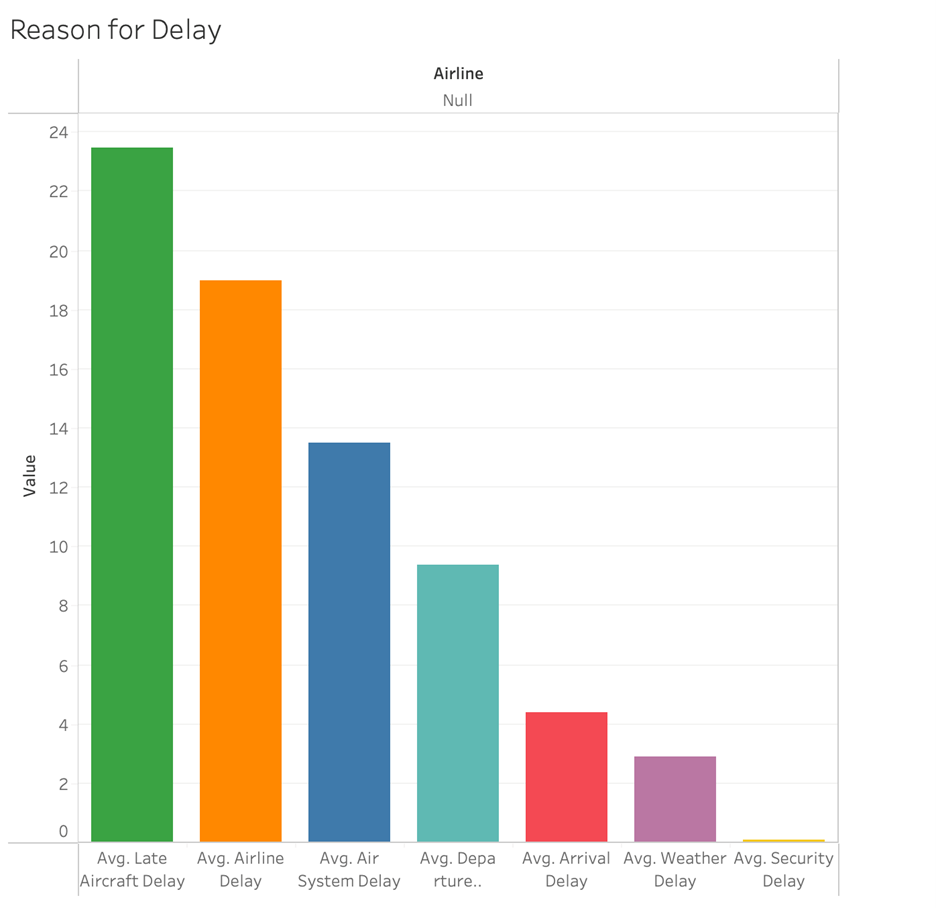 Reason for Delay
Airline
Null
24
22
20
18
16
14
12
10
8
6
4
2
0
Value
Avg. Late Aircraft Delay
Avg. Airline Delay
Avg. Air System Delay
Avg. Depa rture..
Avg. Arrival Delay
Avg. Weather Delay
Avg. Security Delay